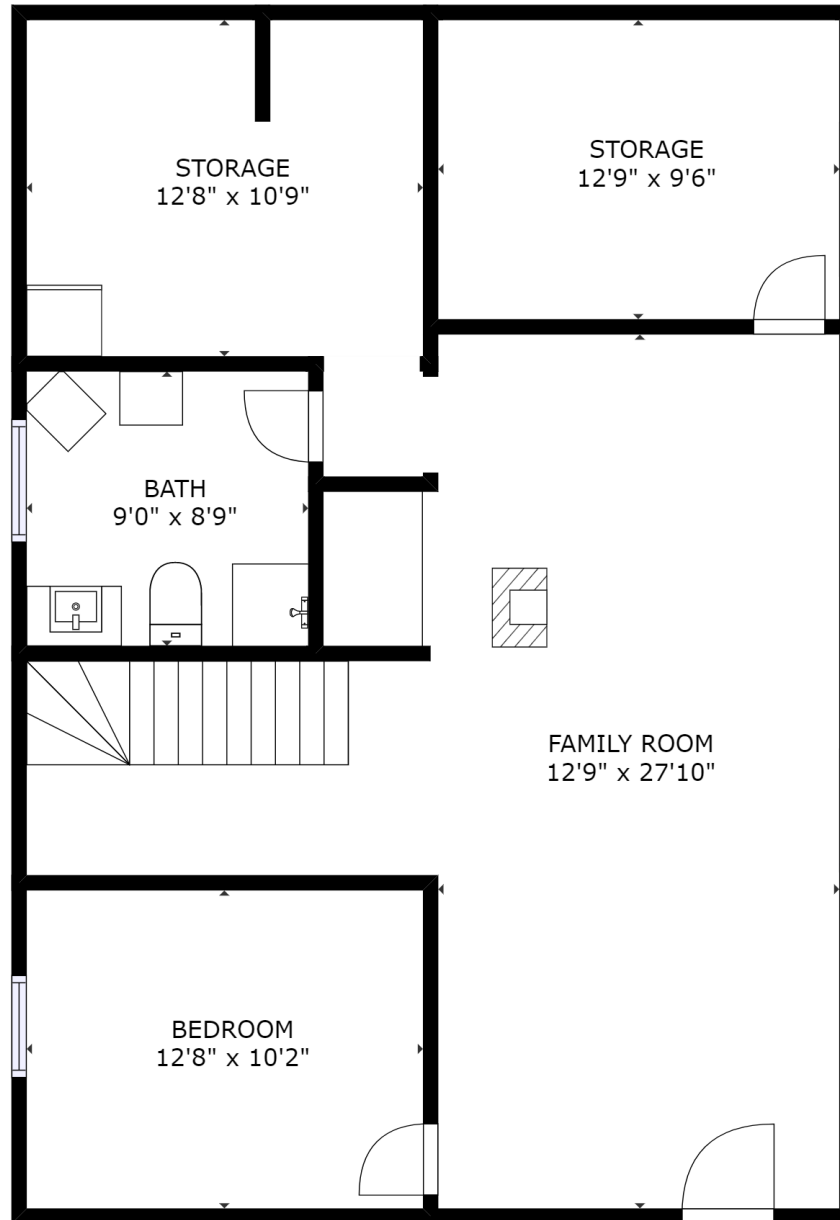 STORAGE
12'8" x 10'9"
STORAGE
12'9" x 9'6"
BATH
9'0" x 8'9"
FAMILY ROOM
12'9" x 27'10"
BEDROOM
12'8" x 10'2"